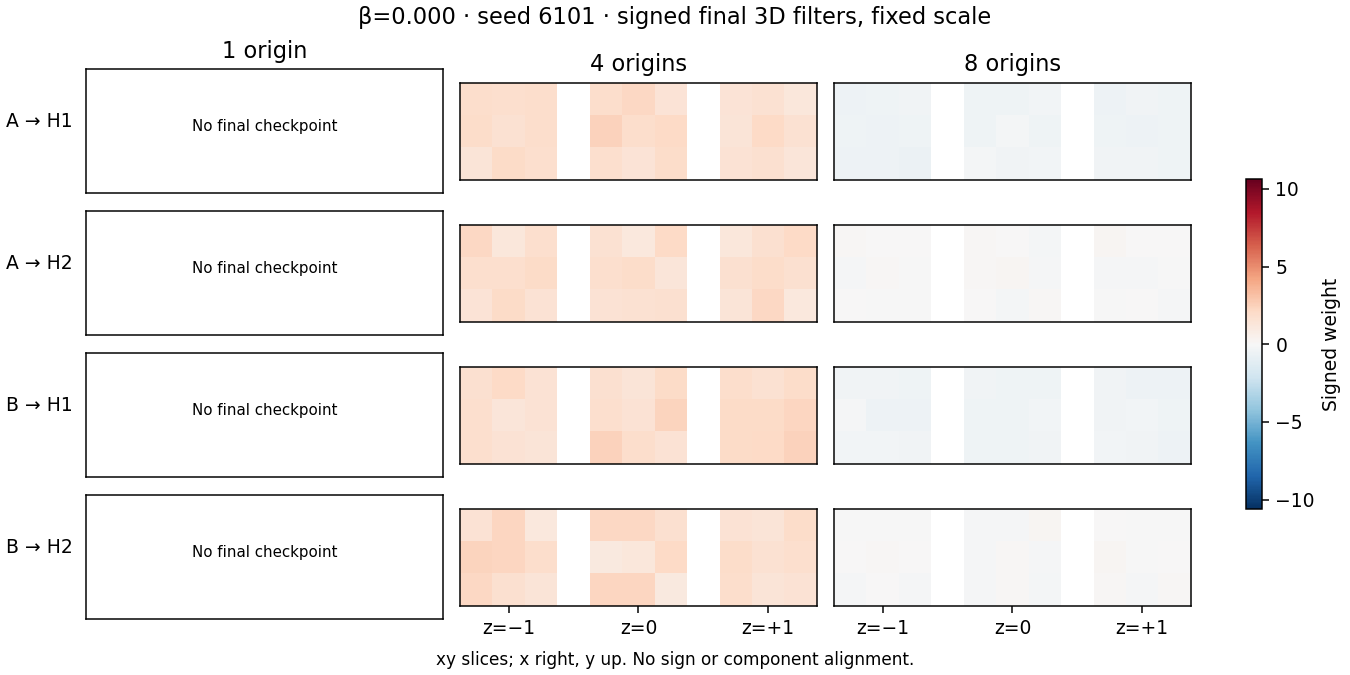 β=0.000 · seed 6101 · signed final 3D filters, fixed scale
1 origin
4 origins
8 origins
A → H1
No final checkpoint
A → H2
No final checkpoint
B → H1
No final checkpoint
B → H2
No final checkpoint
z=−1
z=0
z=+1
z=−1
z=0
z=+1
10
5
0
−5
−10
Signed weight
xy slices; x right, y up. No sign or component alignment.